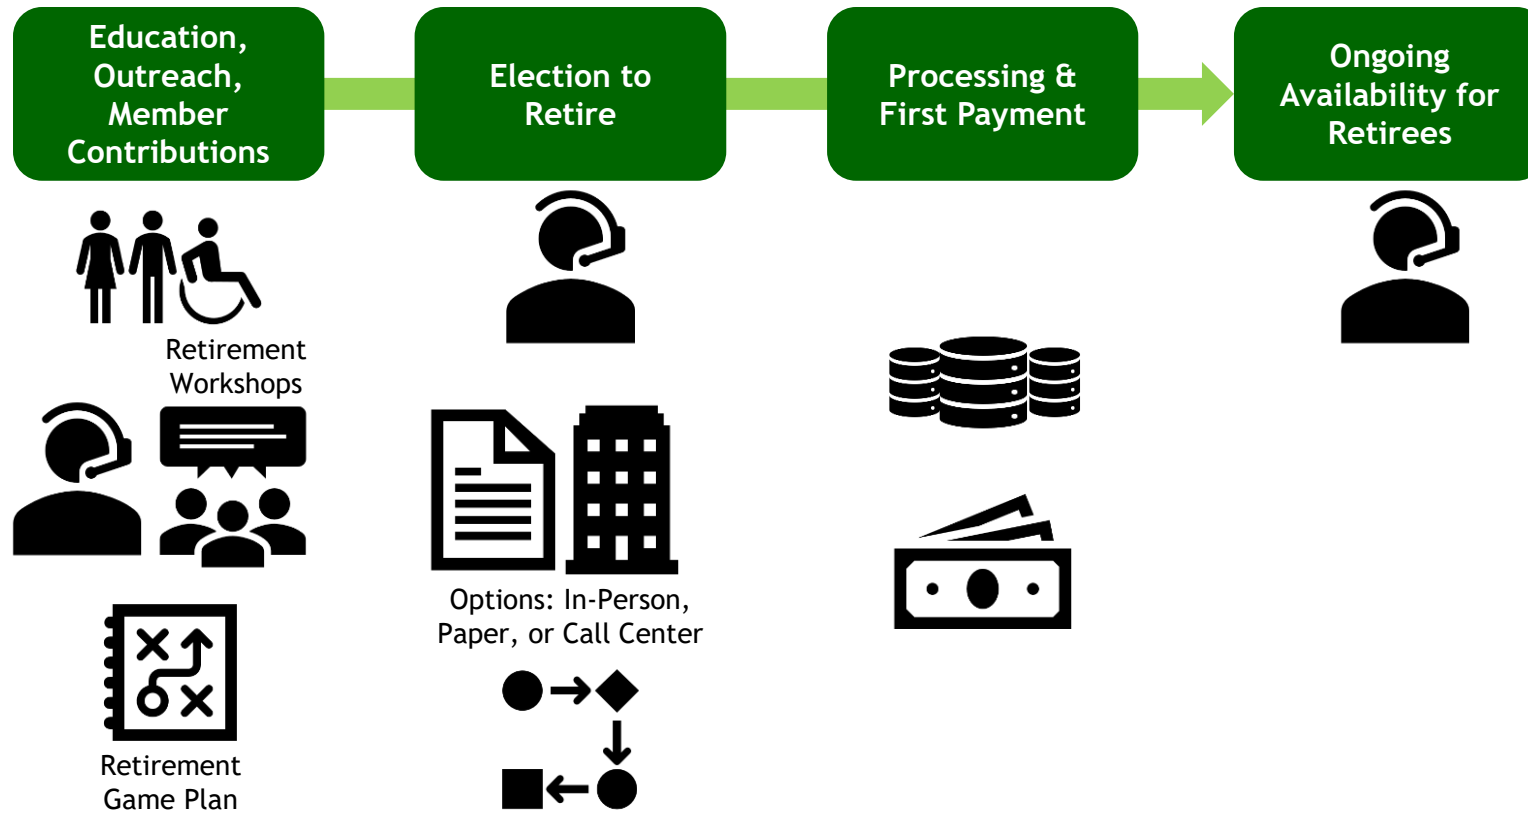 Education,
Outreach,
Member
Contributions
Election to
Retire
Processing &
First Payment
Ongoing
Availability for
Retirees
Retirement
Workshops
Options: In-Person,
Paper, or Call Center
Retirement
Game Plan